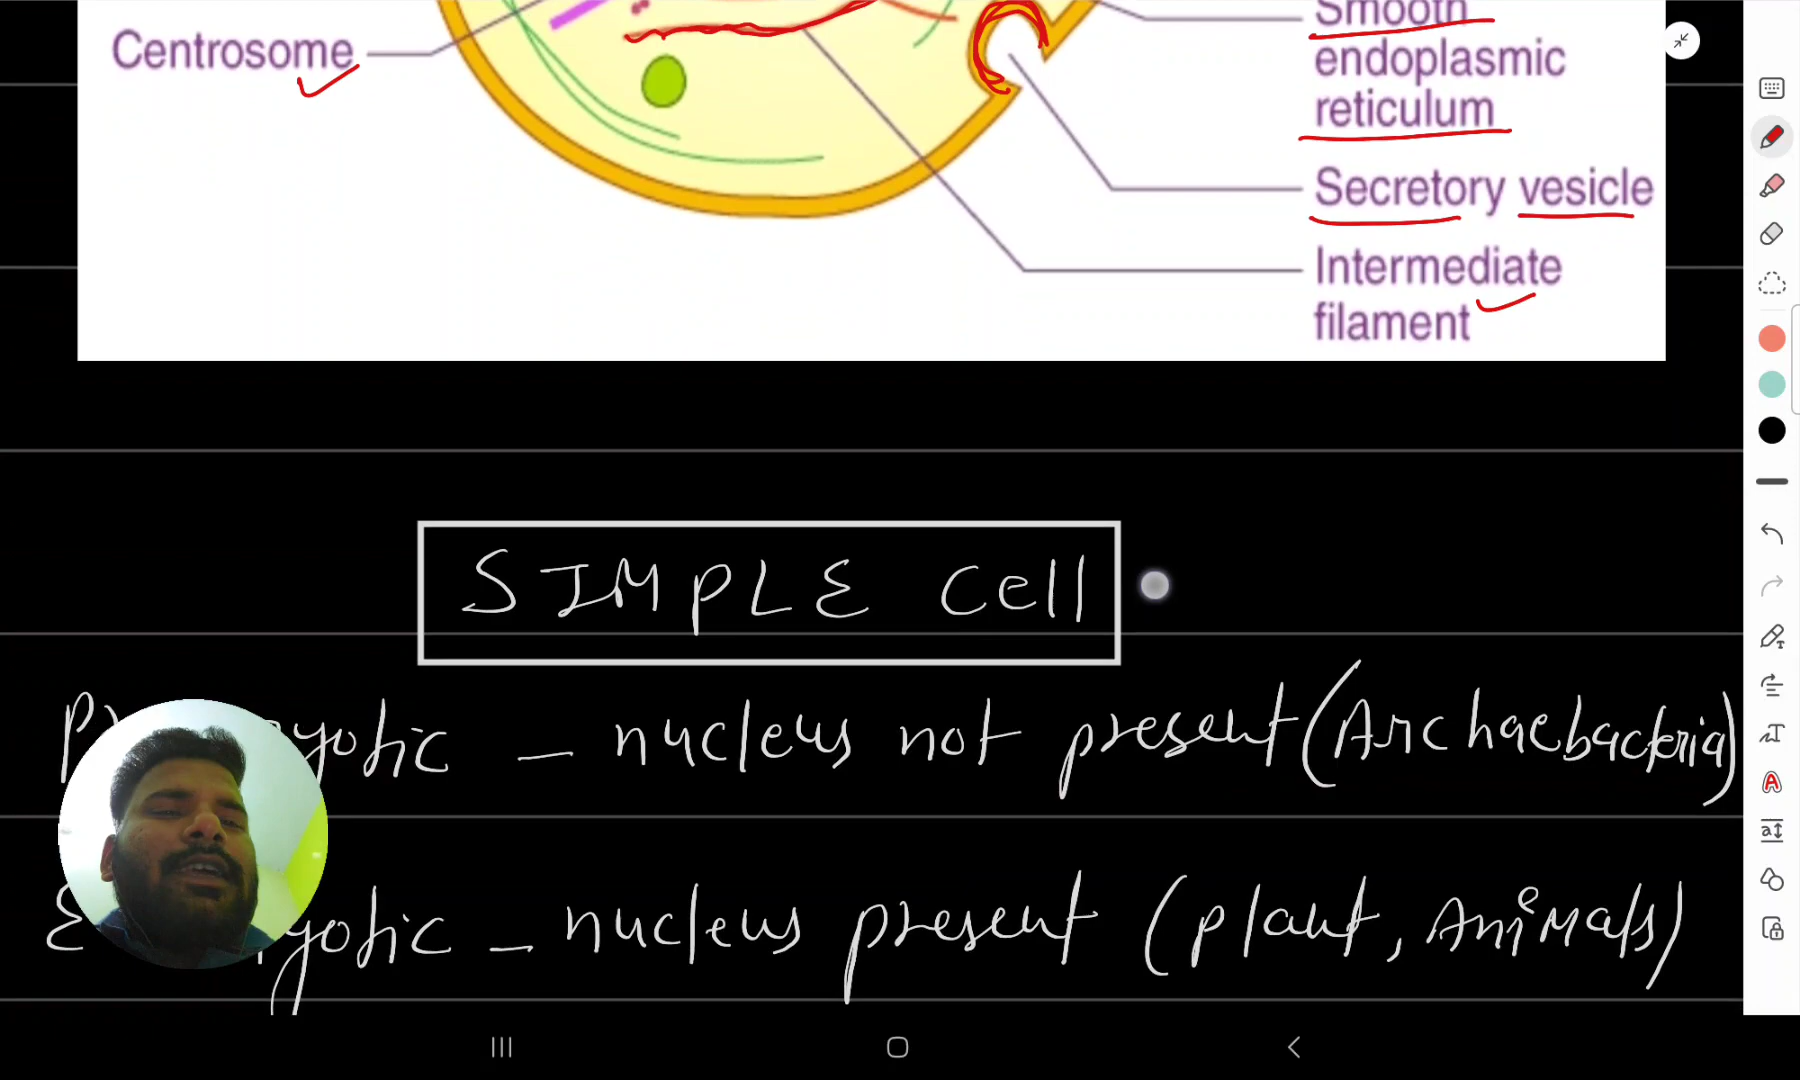 Centrosome
Smooth
endoplasmic
reticulum
Secretory vesicle
Intermediate
filament
SIMPLE Cell
yotic - nucleus not present (Archaebacteria)
yotic - nucleus present (plant, Animals)